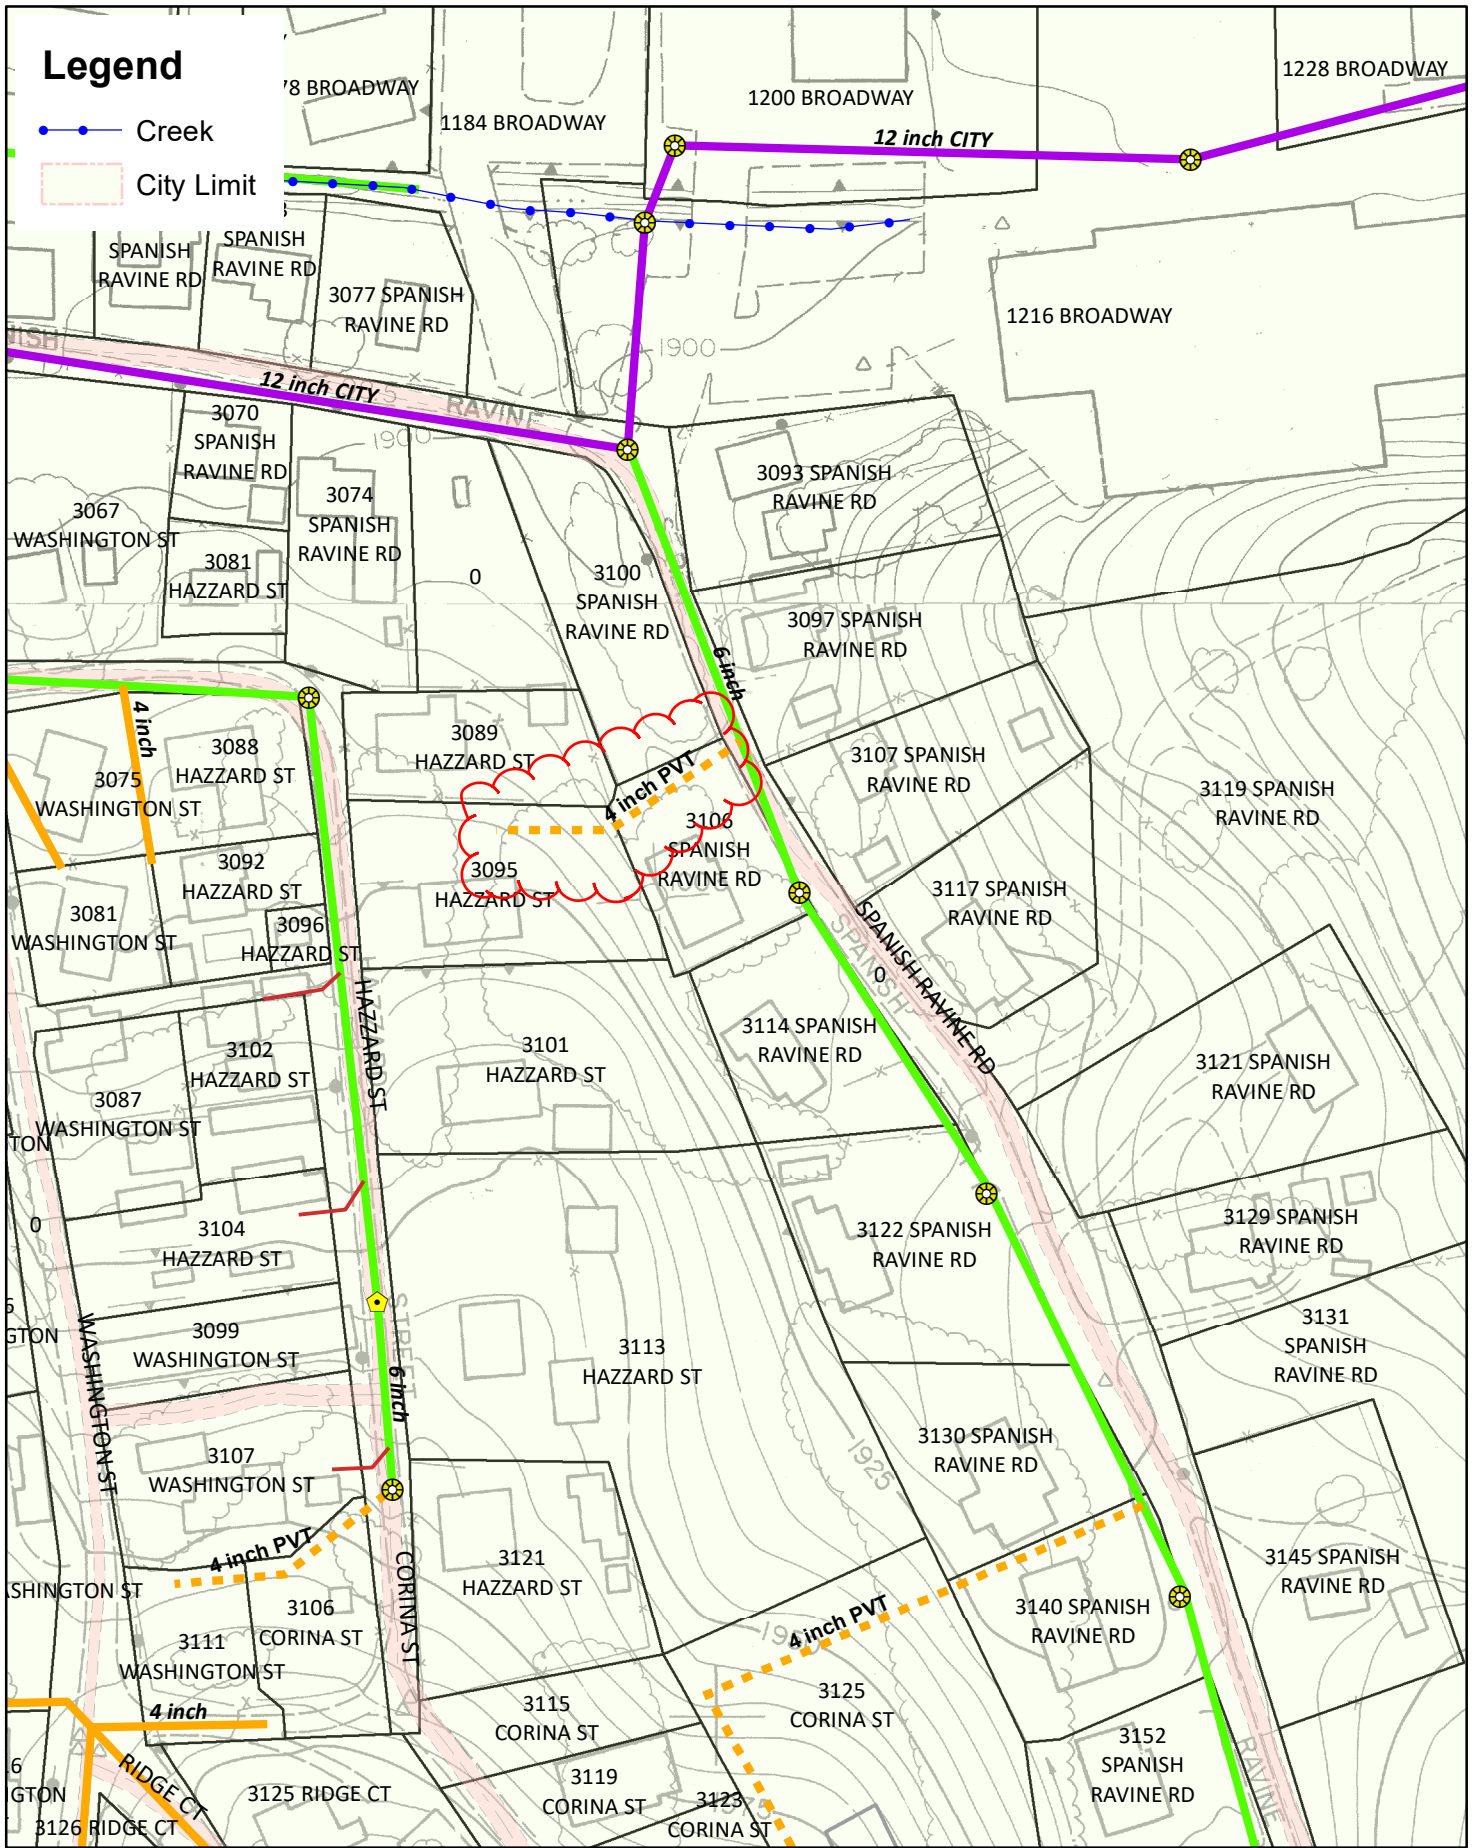 Legend
Creek
City Limit
78 BROADWAY
1184 BROADWAY
1200 BROADWAY
1228 BROADWAY
12 inch CITY
SPANISH
RAVINE RD
SPANISH
RAVINE RD
3077 SPANISH
RAVINE RD
1216 BROADWAY
1900
12 inch CITY
RAVINE
1900
3070
SPANISH
RAVINE RD
3074
SPANISH
RAVINE RD
3093 SPANISH
RAVINE RD
3067
WASHINGTON ST
3081
HAZZARD ST
0
3100
SPANISH
RAVINE RD
3097 SPANISH
RAVINE RD
6 inch
4 inch
3088
HAZZARD ST
3089
HAZZARD ST
3107 SPANISH
RAVINE RD
3075
WASHINGTON ST
3119 SPANISH
RAVINE RD
4 inch PVT
3106
SPANISH
RAVINE RD
3092
HAZZARD ST
3095
HAZZARD ST
3117 SPANISH
RAVINE RD
3081
WASHINGTON ST
3096
HAZZARD ST
SPANISH
SPANISH RAVINE RD
0
HAZZARD ST
3114 SPANISH
RAVINE RD
3101
HAZZARD ST
3102
HAZZARD ST
3121 SPANISH
RAVINE RD
3087
WASHINGTON ST
TON
3104
HAZZARD ST
0
3122 SPANISH
RAVINE RD
3129 SPANISH
RAVINE RD
GTON
WASHINGTON ST
3099
WASHINGTON ST
STREET
6 inch
3113
HAZZARD ST
3131
SPANISH
RAVINE RD
3107
WASHINGTON ST
1925
3130 SPANISH
RAVINE RD
4 inch PVT
CORINA ST
3121
HAZZARD ST
3145 SPANISH
RAVINE RD
ASHINGTON ST
3106
CORINA ST
4 inch PVT
3140 SPANISH
RAVINE RD
3111
WASHINGTON ST
4 inch
3115
CORINA ST
3125
CORINA ST
3152
SPANISH
RAVINE RD
RAVINE
RIDGE CT
3125 RIDGE CT
3119
CORINA ST
3123
CORINA ST
GTON
3126 RIDGE CT